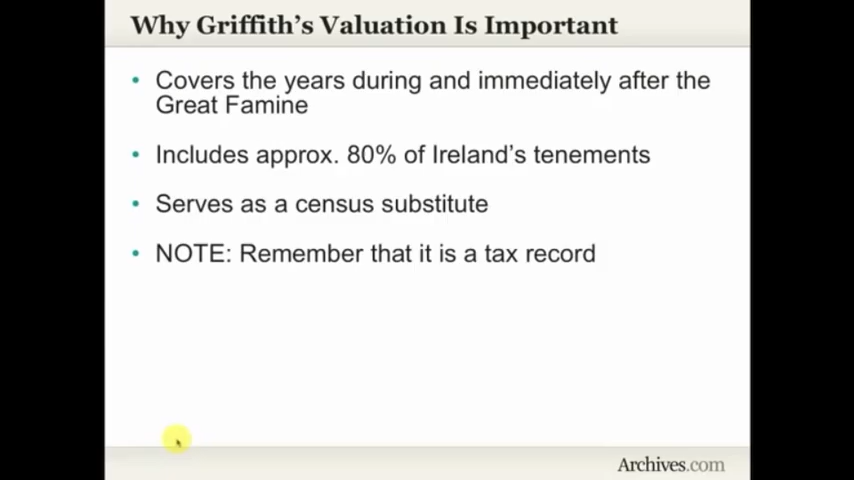 Why Griffith's Valuation Is Important
• Covers the years during and immediately after the
Great Famine
• Includes approx. 80% of Ireland's tenements
• Serves as a census substitute
• NOTE: Remember that it is a tax record
Archives.com